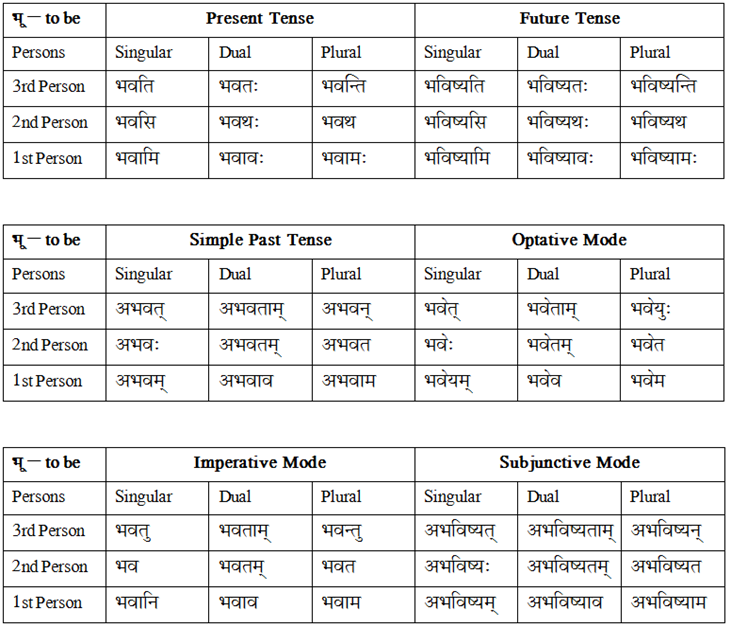 भू — to be Present Tense Future Tense
Persons Singular Dual Plural Singular Dual Plural
3rd Person भवति भवतः भवन्ति भविष्यति भविष्यतः भविष्यन्ति
2nd Person भवसि भवथः भवथ भविष्यसि भविष्यथः भविष्यथ
1st Person भवामि भवावः भवामः भविष्यामि भविष्यावः भविष्यामः
भू — to be Simple Past Tense Optative Mode
Persons Singular Dual Plural Singular Dual Plural
3rd Person अभवत् अभवताम् अभवन् भवेत् भवेताम् भवेयुः
2nd Person अभवः अभवतम् अभवत भवेः भवेतम् भवेत
1st Person अभवम् अभवाव अभवाम भवेयम् भवेव भवेम
भू — to be Imperative Mode Subjunctive Mode
Persons Singular Dual Plural Singular Dual Plural
3rd Person भवतु भवताम् भवन्तु अभविष्यत् अभविष्यताम् अभविष्यन्
2nd Person भव भवतम् भवत अभविष्यः अभविष्यतम् अभविष्यत
1st Person भवानि भवाव भवाम अभविष्यम् अभविष्याव अभविष्याम